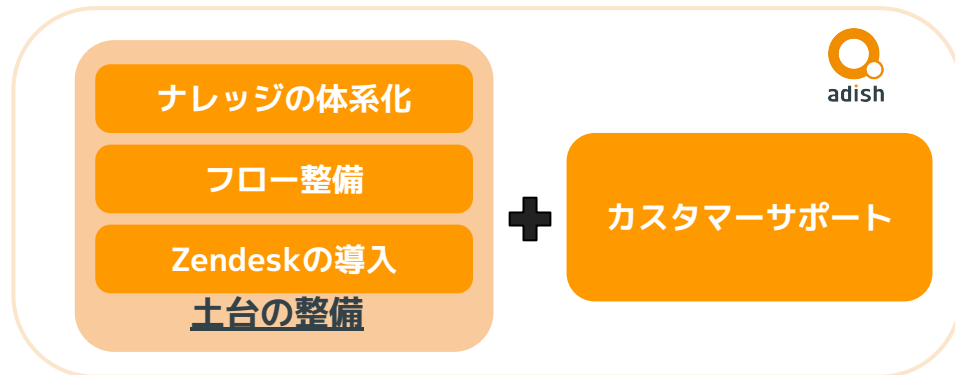 adish
ナレッジの体系化
フロー整備
Zendeskの導入
土台の整備
カスタマーサポート